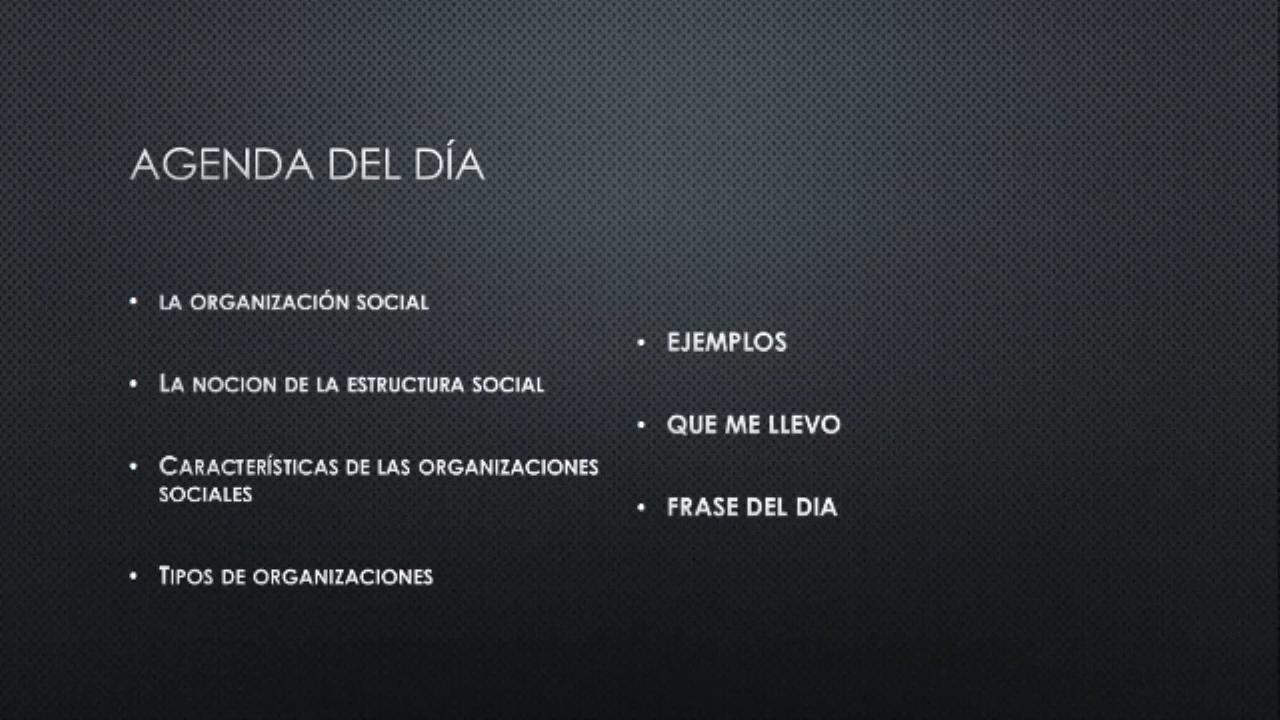 AGENDA DEL DÍA
LA ORGANIZACIÓN SOCIAL
LA NOCION DE LA ESTRUCTURA SOCIAL
CARACTERÍSTICAS DE LAS ORGANIZACIONES
SOCIALES
TIPOS DE ORGANIZACIONES
EJEMPLOS
QUE ME LLEVO
FRASE DEL DIA